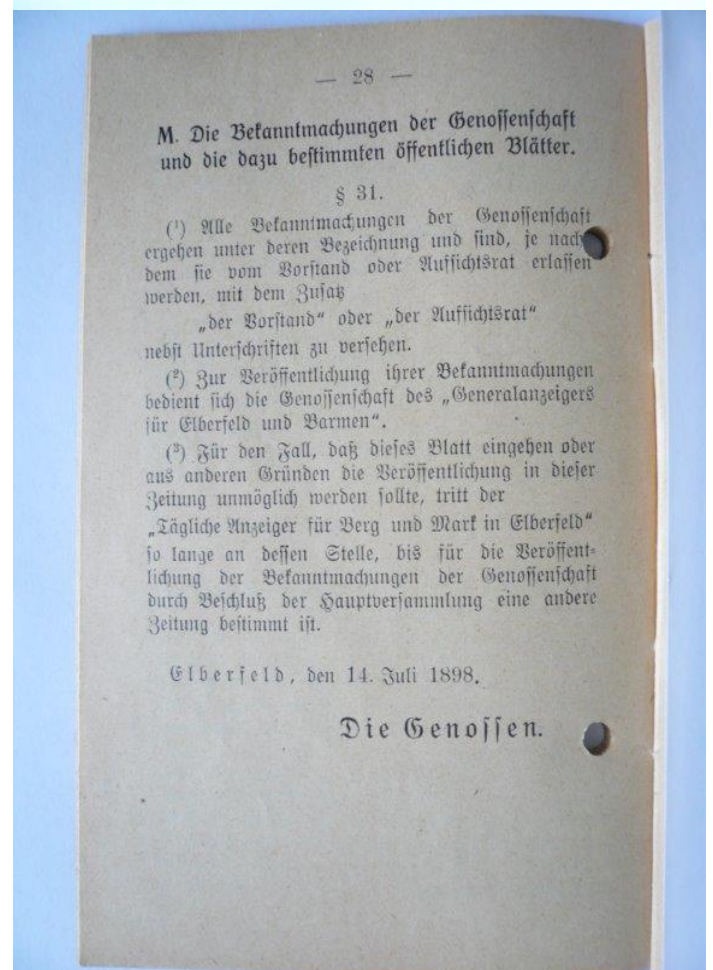 — 28 —
M. Die Bekanntmachungen der Genossenschaft
und die dazu bestimmten öffentlichen Blätter.
§ 31.
(¹) Alle Bekanntmachungen der Genossenschaft
ergehen unter deren Bezeichnung und sind, je nach
dem sie vom Vorstand oder Aufsichtsrat erlassen
werden, mit dem Zusatz
„der Vorstand“ oder „der Aufsichtsrat“
nebst Unterschriften zu versehen.
(²) Zur Veröffentlichung ihrer Bekanntmachungen
bedient sich die Genossenschaft des „Generalanzeigers
für Elberfeld und Barmen“.
(³) Für den Fall, daß dieses Blatt eingehen oder
aus anderen Gründen die Veröffentlichung in dieser
Zeitung unmöglich werden sollte, tritt der
„Tägliche Anzeiger für Berg und Mark in Elberfeld“
so lange an dessen Stelle, bis für die Veröffent-
lichung der Bekanntmachungen der Genossenschaft
durch Beschluß der Hauptversammlung eine andere
Zeitung bestimmt ist.
Elberfeld, den 14. Juli 1898.
Die Genossen.